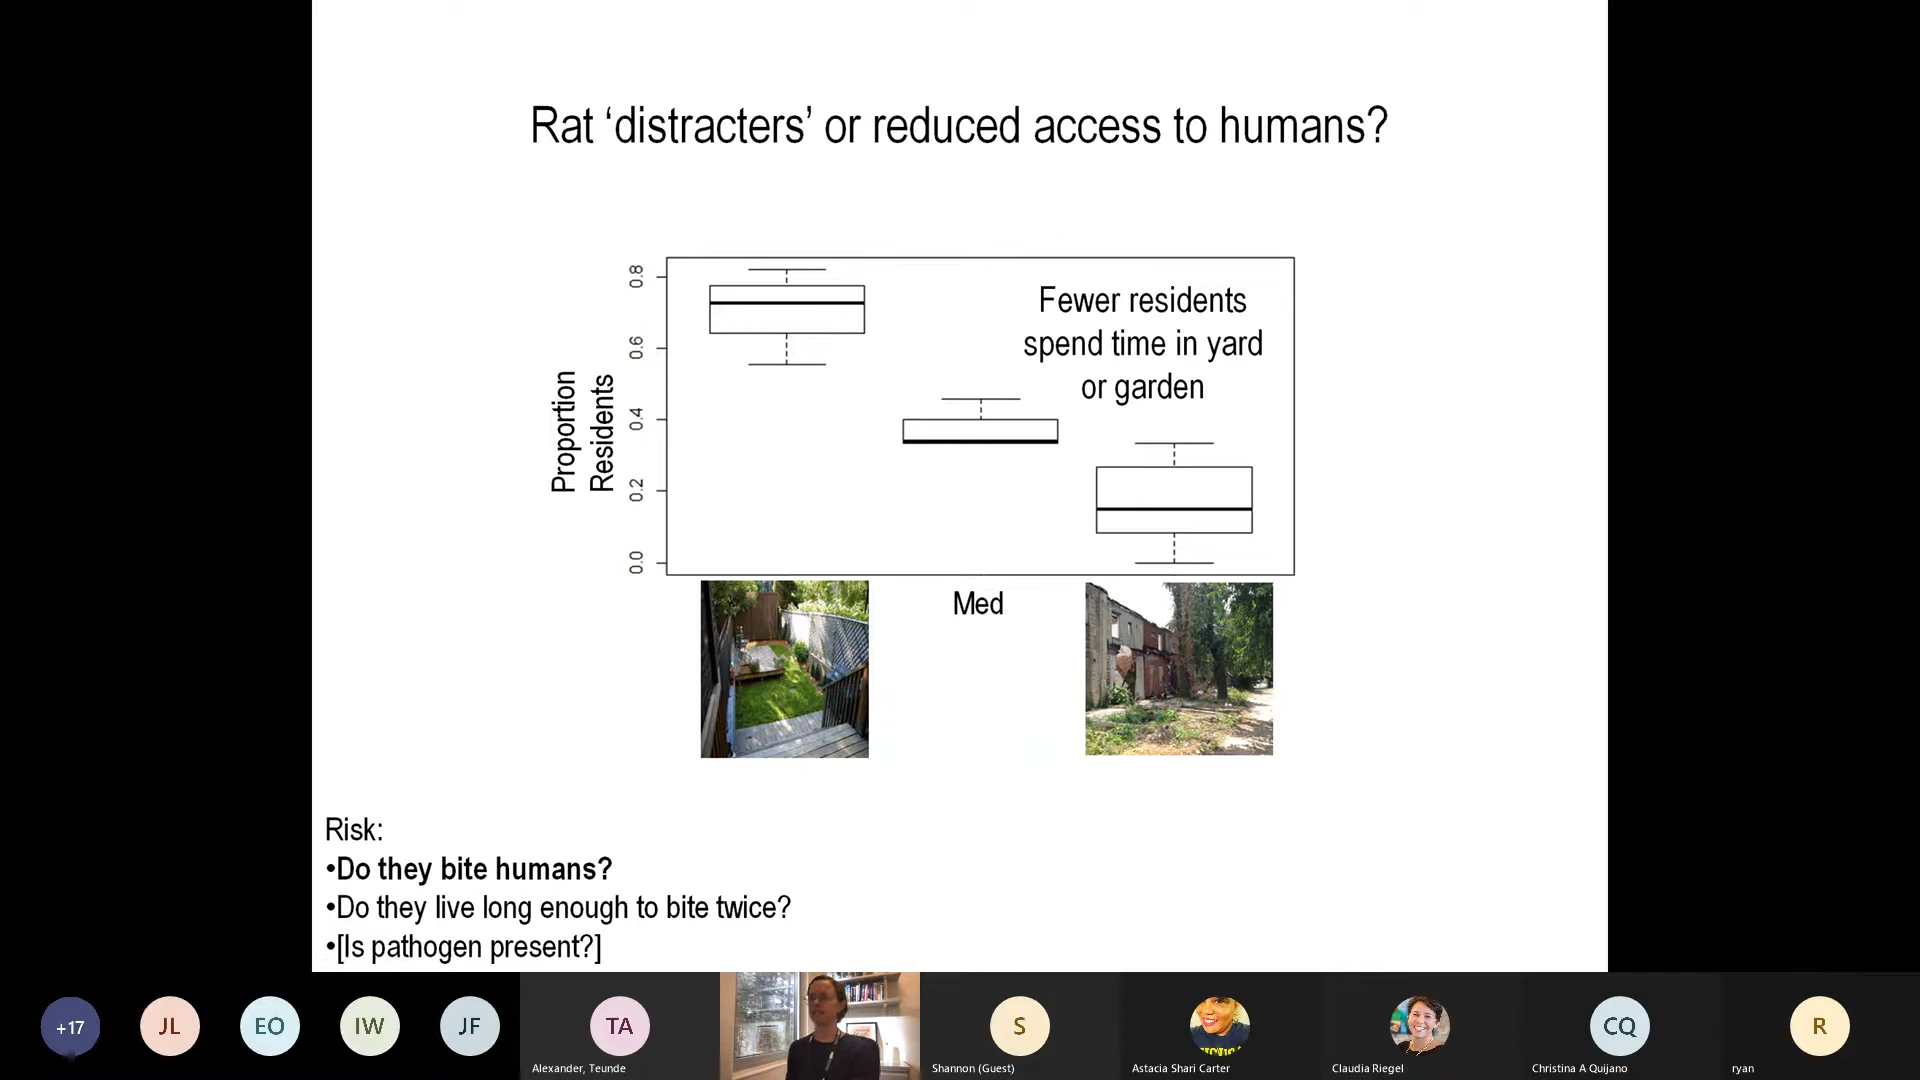 Rat ‘distracters’ or reduced access to humans?
Fewer residents
spend time in yard
or garden
Proportion
Residents
0.8
0.6
0.4
0.2
0.0
Med
Risk:
•Do they bite humans?
•Do they live long enough to bite twice?
•[Is pathogen present?]
+17
JL
EO
IW
JF
TA
Alexander, Teunde
S
Shannon (Guest)
Astacia Shari Carter
Claudia Riegel
CQ
Christina A Quijano
R
ryan